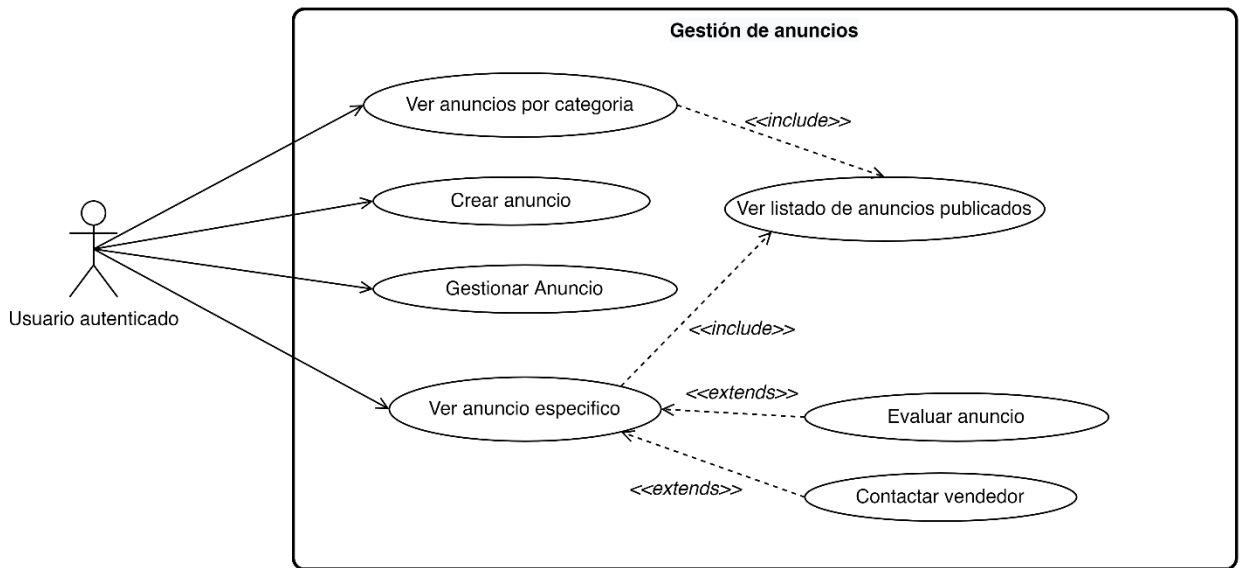 Gestión de anuncios
Ver anuncios por categoria
<<include>>
Crear anuncio
Ver listado de anuncios publicados
Gestionar Anuncio
Usuario autenticado
<<include>>
Ver anuncio especifico
<<extends>>
Evaluar anuncio
<<extends>>
Contactar vendedor